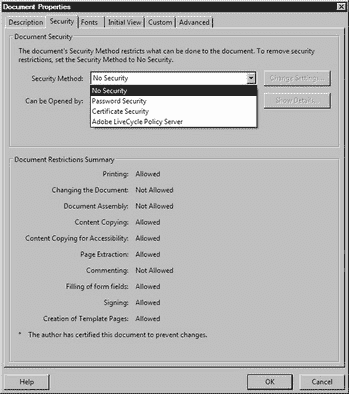 Document Properties
Description Security Fonts Initial View Custom Advanced
Document Security
The document's Security Method restricts what can be done to the document. To remove security
restrictions, set the Security Method to No Security.
Security Method: No Security Change Settings...
No Security
Can be Opened by: Password Security Show Details...
Certificate Security
Adobe LiveCycle Policy Server
Document Restrictions Summary
Printing: Allowed
Changing the Document: Not Allowed
Document Assembly: Not Allowed
Content Copying: Allowed
Content Copying for Accessibility: Allowed
Page Extraction: Allowed
Commenting: Not Allowed
Filling of form fields: Allowed
Signing: Allowed
Creation of Template Pages: Allowed
* The author has certified this document to prevent changes.
Help OK Cancel